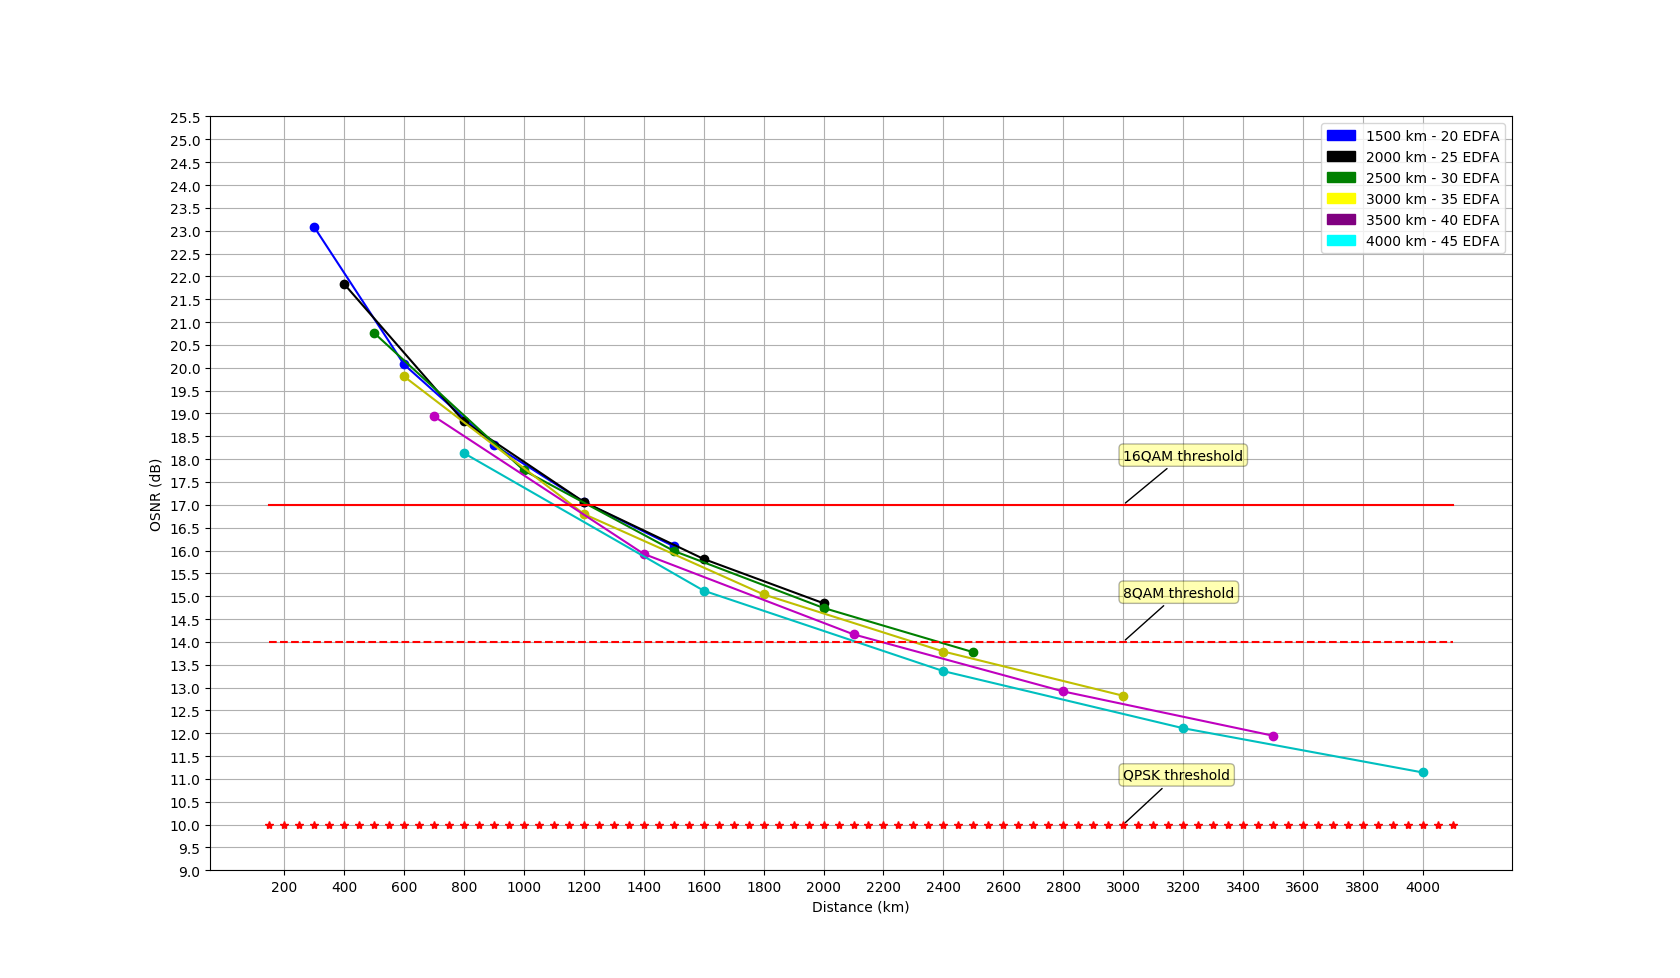 25.5
25.0
24.5
24.0
23.5
23.0
22.5
22.0
21.5
21.0
20.5
20.0
19.5
19.0
18.5
18.0
17.5
17.0
16.5
16.0
15.5
15.0
14.5
14.0
13.5
13.0
12.5
12.0
11.5
11.0
10.5
10.0
9.5
9.0
OSNR (dB)
1500 km - 20 EDFA
2000 km - 25 EDFA
2500 km - 30 EDFA
3000 km - 35 EDFA
3500 km - 40 EDFA
4000 km - 45 EDFA
16QAM threshold
8QAM threshold
QPSK threshold
200 400 600 800 1000 1200 1400 1600 1800 2000 2200 2400 2600 2800 3000 3200 3400 3600 3800 4000
Distance (km)